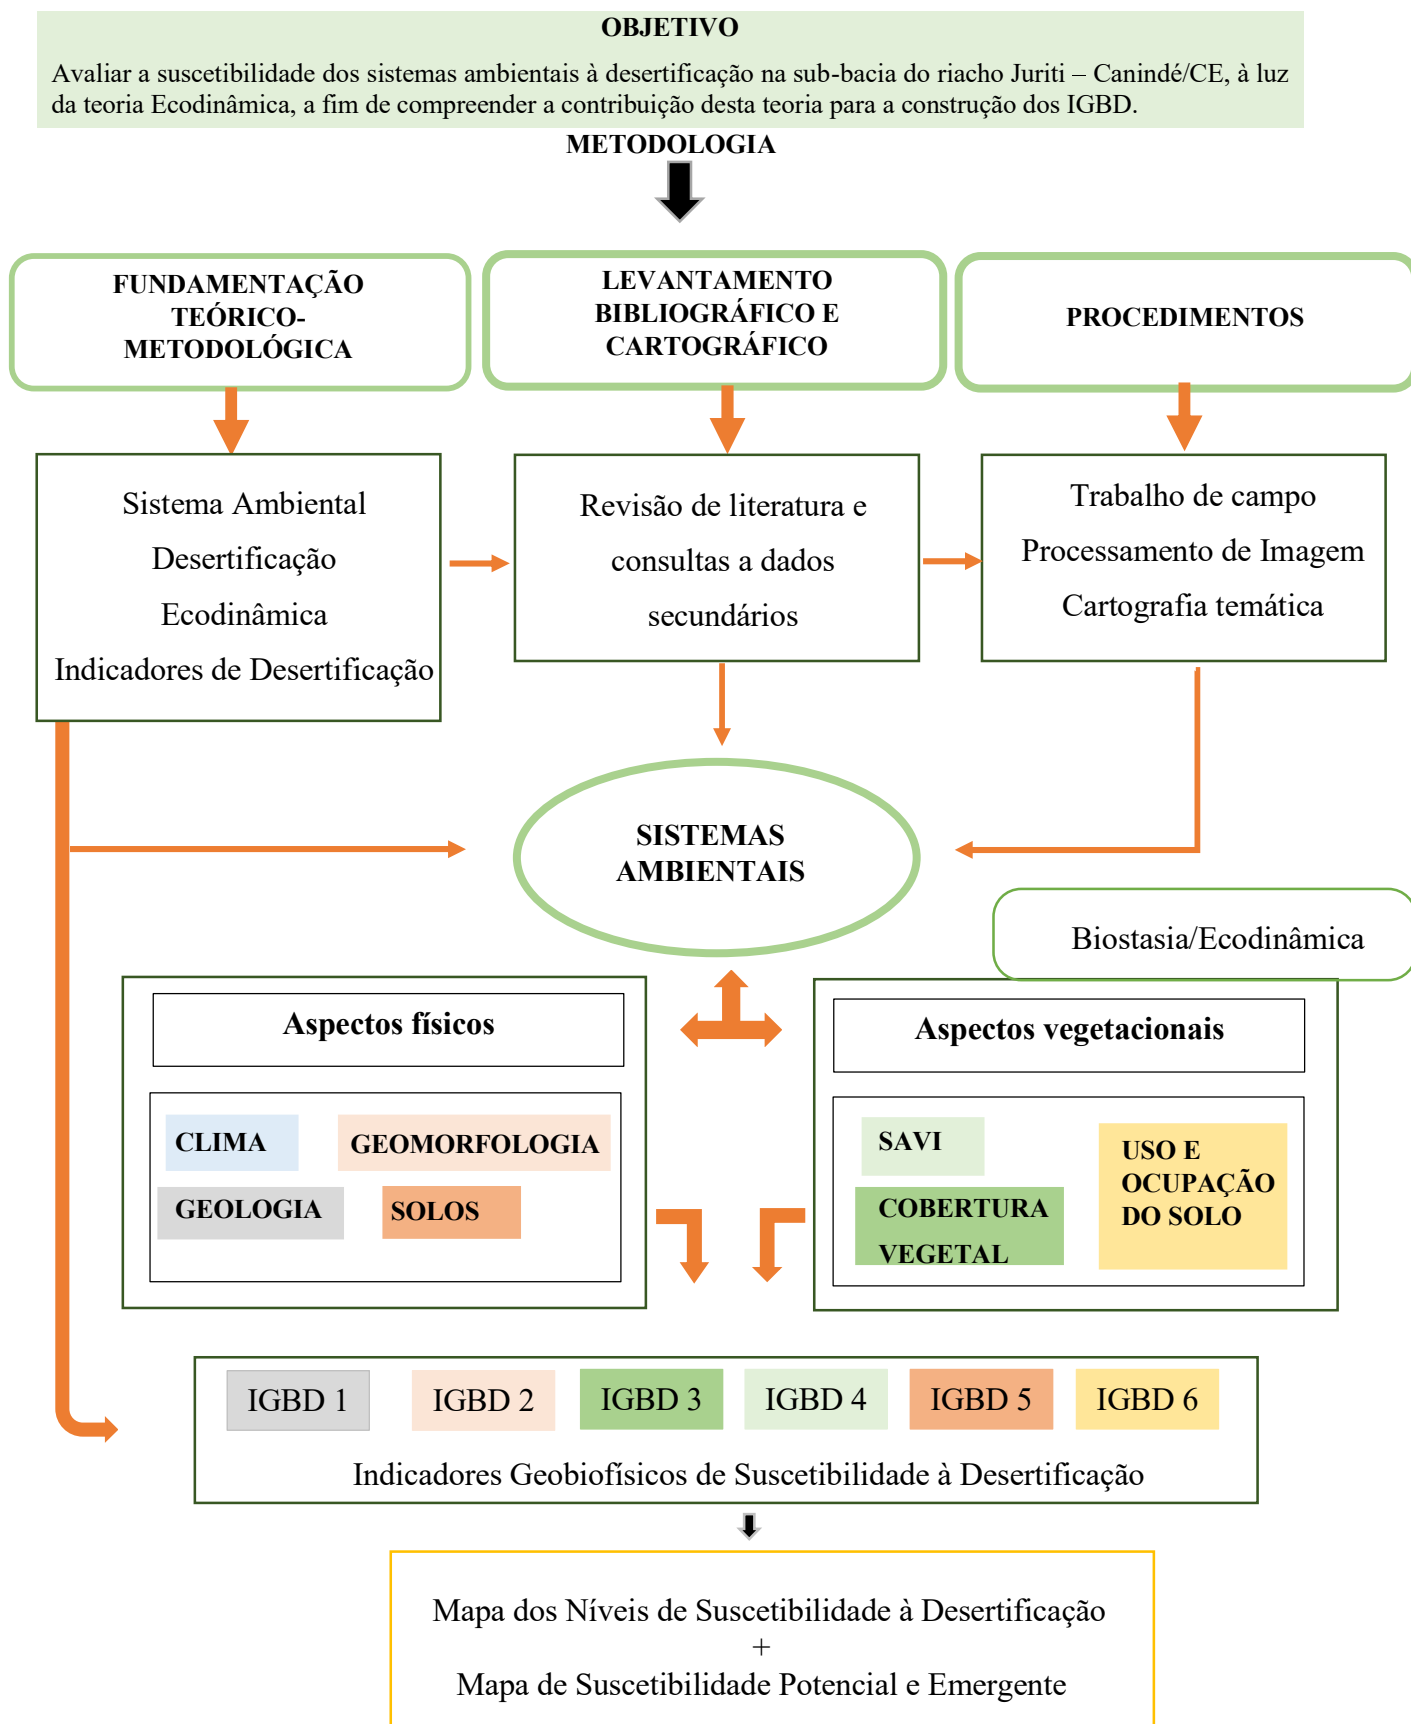 OBJETIVO
Avaliar a suscetibilidade dos sistemas ambientais à desertificação na sub-bacia do riacho Juriti – Canindé/CE, à luz
da teoria Ecodinâmica, a fim de compreender a contribuição desta teoria para a construção dos IGBD.
METODOLOGIA
FUNDAMENTAÇÃO
TEÓRICO-
METODOLÓGICA
LEVANTAMENTO
BIBLIOGRÁFICO E
CARTOGRÁFICO
PROCEDIMENTOS
Sistema Ambiental
Desertificação
Ecodinâmica
Indicadores de Desertificação
Revisão de literatura e
consultas a dados
secundários
Trabalho de campo
Processamento de Imagem
Cartografia temática
SISTEMAS
AMBIENTAIS
Biostasia/Ecodinâmica
Aspectos físicos
CLIMA
GEOMORFOLOGIA
GEOLOGIA
SOLOS
Aspectos vegetacionais
SAVI
COBERTURA
VEGETAL
USO E
OCUPAÇÃO
DO SOLO
IGBD 1
IGBD 2
IGBD 3
IGBD 4
IGBD 5
IGBD 6
Indicadores Geobiofísicos de Suscetibilidade à Desertificação
Mapa dos Níveis de Suscetibilidade à Desertificação
+
Mapa de Suscetibilidade Potencial e Emergente